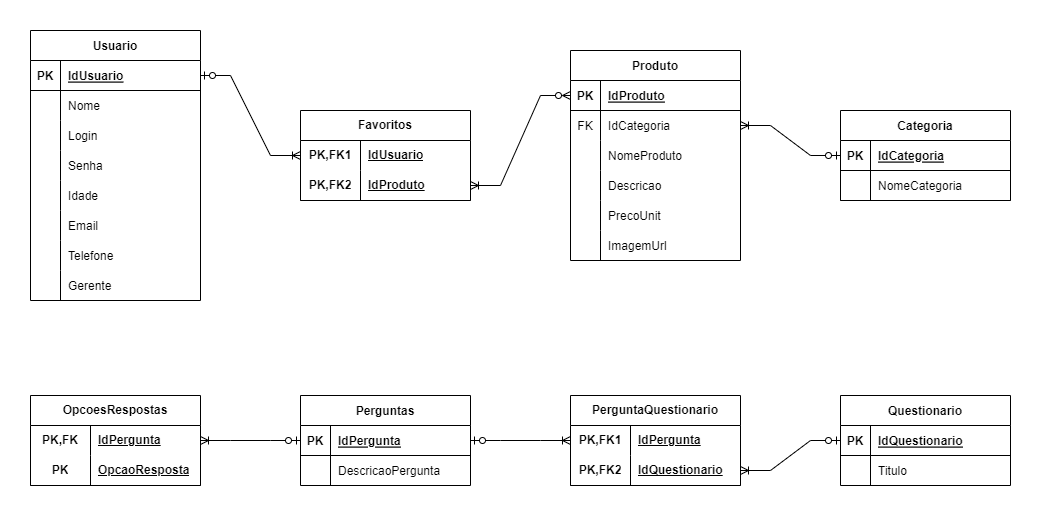 Usuario
PK IdUsuario
Nome
Login
Senha
Idade
Email
Telefone
Gerente
Favoritos
PK,FK1 IdUsuario
PK,FK2 IdProduto
Produto
PK IdProduto
FK IdCategoria
NomeProduto
Descricao
PrecoUnit
ImagemUrl
Categoria
PK IdCategoria
NomeCategoria
OpcoesRespostas
PK,FK IdPergunta
PK OpcaoResposta
Perguntas
PK IdPergunta
DescricaoPergunta
PerguntaQuestionario
PK,FK1 IdPergunta
PK,FK2 IdQuestionario
Questionario
PK IdQuestionario
Titulo